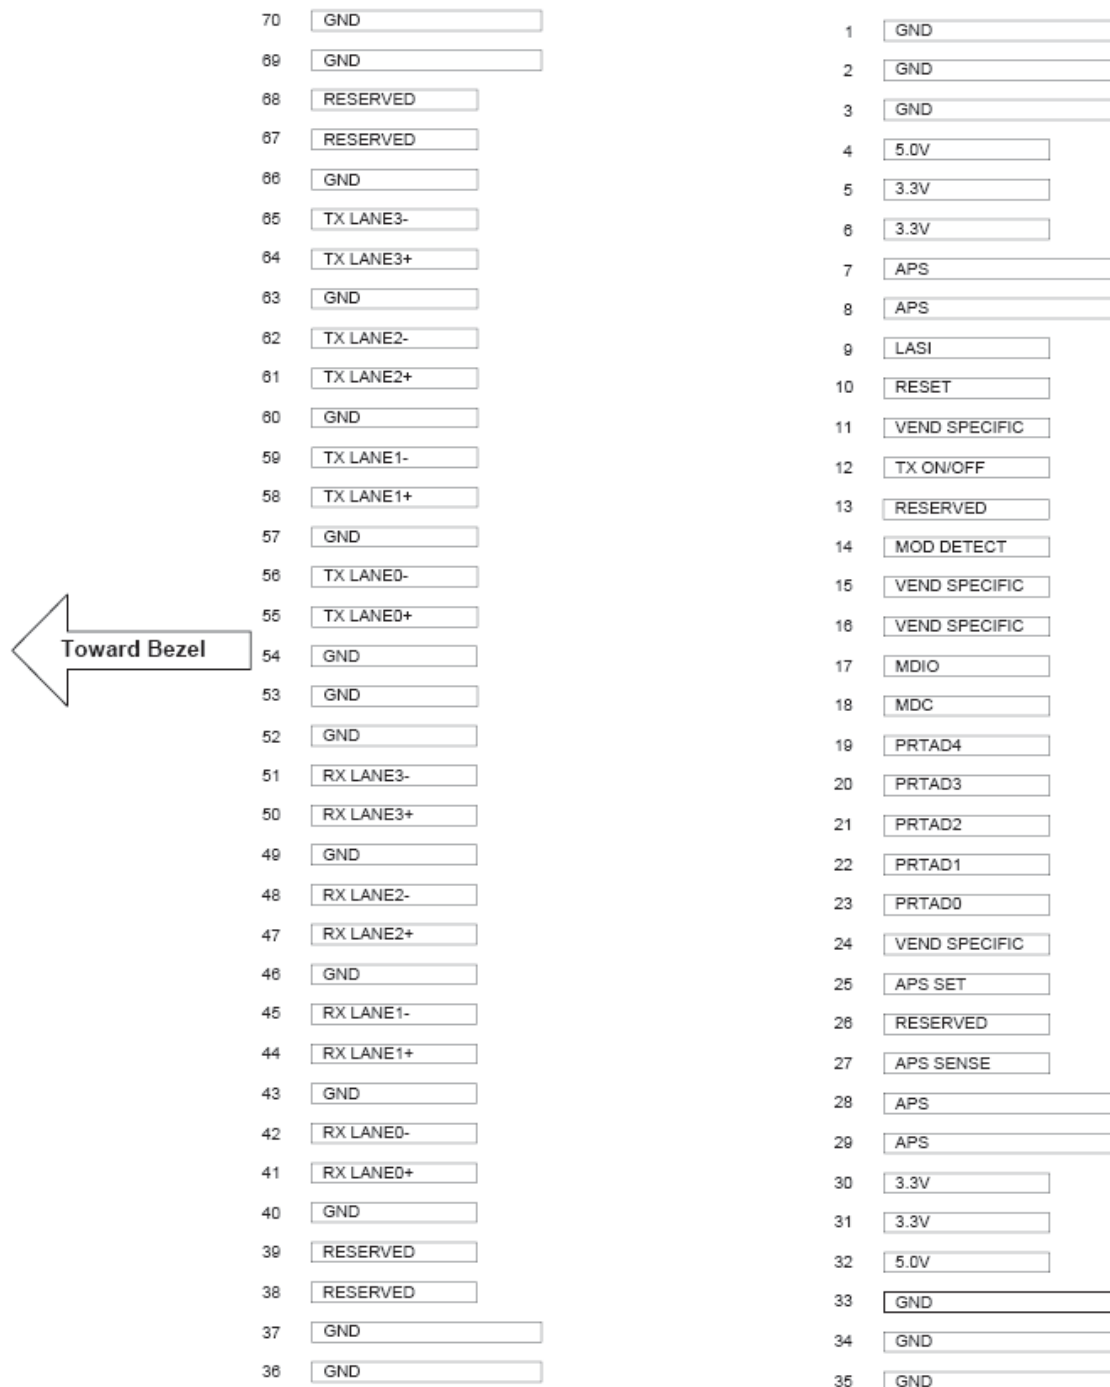 70 GND
69 GND
68 RESERVED
67 RESERVED
66 GND
65 TX LANE3-
64 TX LANE3+
63 GND
62 TX LANE2-
61 TX LANE2+
60 GND
59 TX LANE1-
58 TX LANE1+
57 GND
56 TX LANE0-
55 TX LANE0+
Toward Bezel
54 GND
53 GND
52 GND
51 RX LANE3-
50 RX LANE3+
49 GND
48 RX LANE2-
47 RX LANE2+
46 GND
45 RX LANE1-
44 RX LANE1+
43 GND
42 RX LANE0-
41 RX LANE0+
40 GND
39 RESERVED
38 RESERVED
37 GND
36 GND
1 GND
2 GND
3 GND
4 5.0V
5 3.3V
6 3.3V
7 APS
8 APS
9 LASI
10 RESET
11 VEND SPECIFIC
12 TX ON/OFF
13 RESERVED
14 MOD DETECT
15 VEND SPECIFIC
16 VEND SPECIFIC
17 MDIO
18 MDC
19 PRTAD4
20 PRTAD3
21 PRTAD2
22 PRTAD1
23 PRTAD0
24 VEND SPECIFIC
25 APS SET
26 RESERVED
27 APS SENSE
28 APS
29 APS
30 3.3V
31 3.3V
32 5.0V
33 GND
34 GND
35 GND